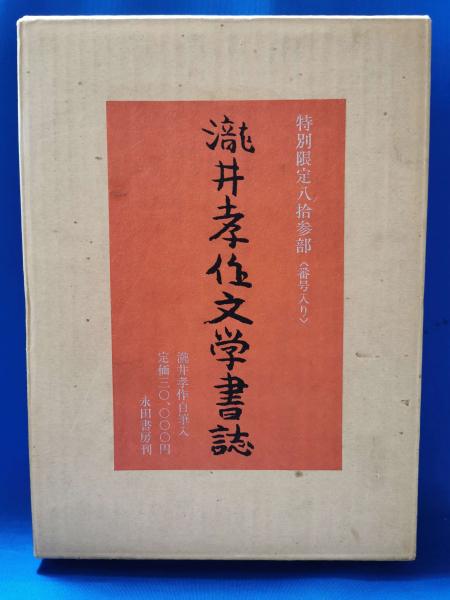 特別限定八拾参部〈番号入り〉
瀧井孝作文学書誌
瀧井孝作自筆入
定価三〇、〇〇〇円
永田書房刊